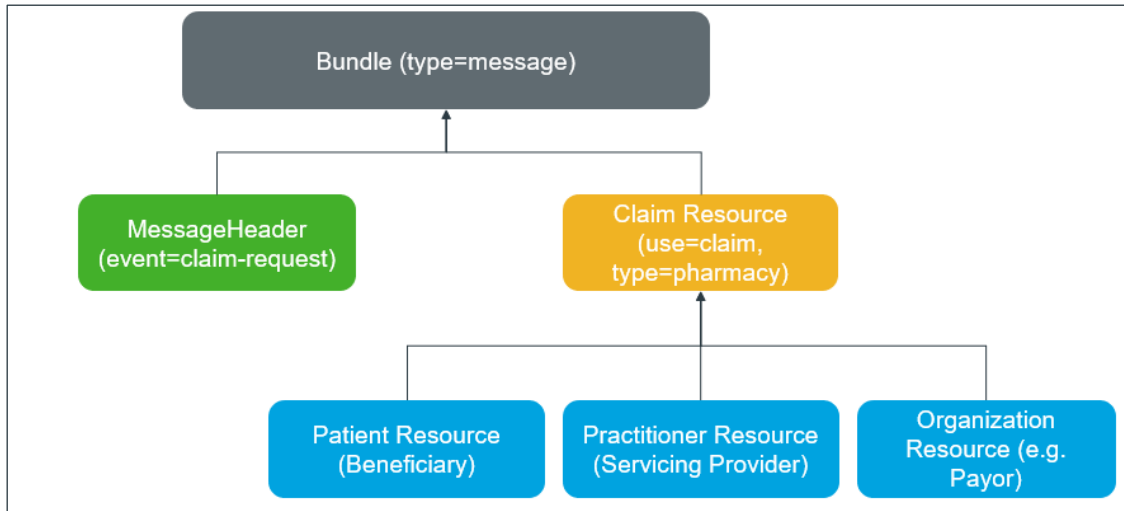 Bundle (type=message)
MessageHeader
(event=claim-request)
Claim Resource
(use=claim,
type=pharmacy)
Patient Resource
(Beneficiary)
Practitioner Resource
(Servicing Provider)
Organization
Resource (e.g.
Payor)